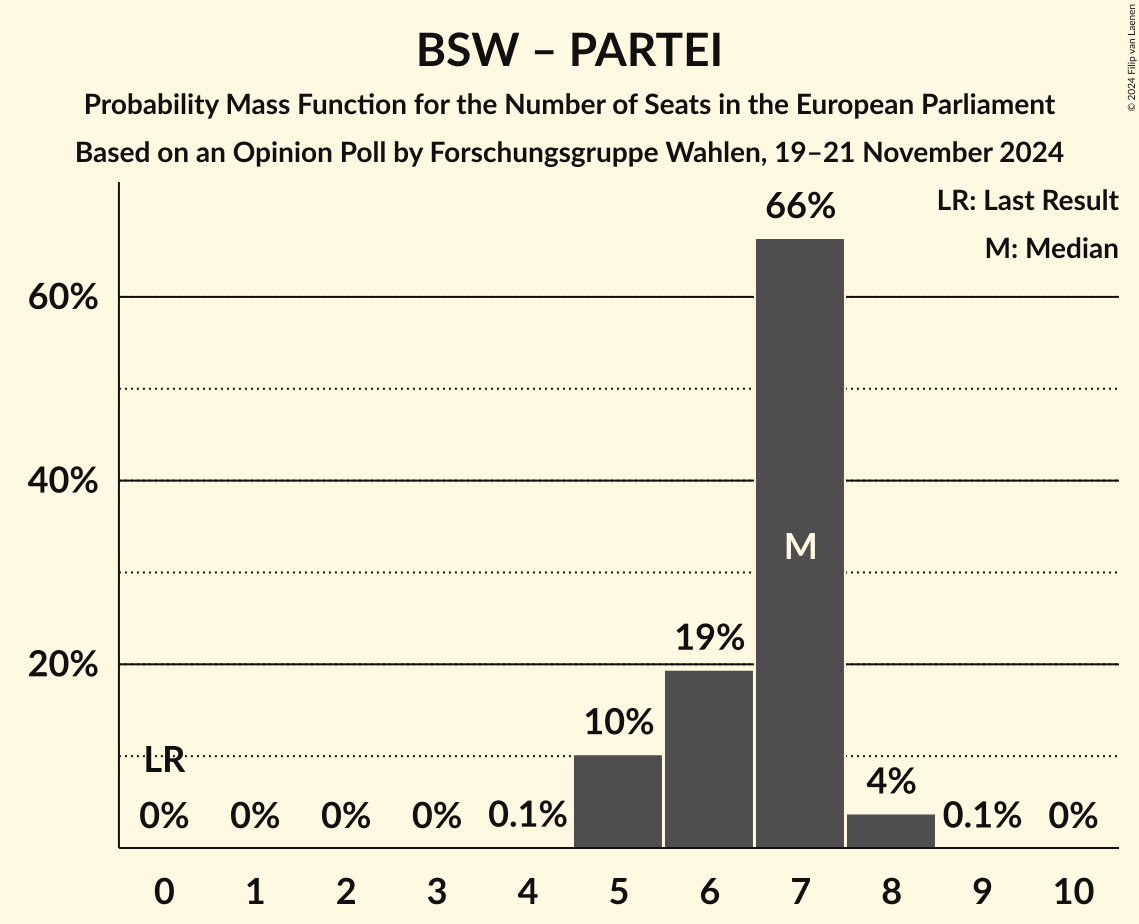 BSW – PARTEI
Probability Mass Function for the Number of Seats in the European Parliament
Based on an Opinion Poll by Forschungsgruppe Wahlen, 19–21 November 2024
© 2024 Filip van Laenen
LR: Last Result
M: Median
66%
60%
40%
M
19%
20%
10%
LR
4%
0% 0% 0% 0% 0.1% 0.1% 0%
0 1 2 3 4 5 6 7 8 9 10